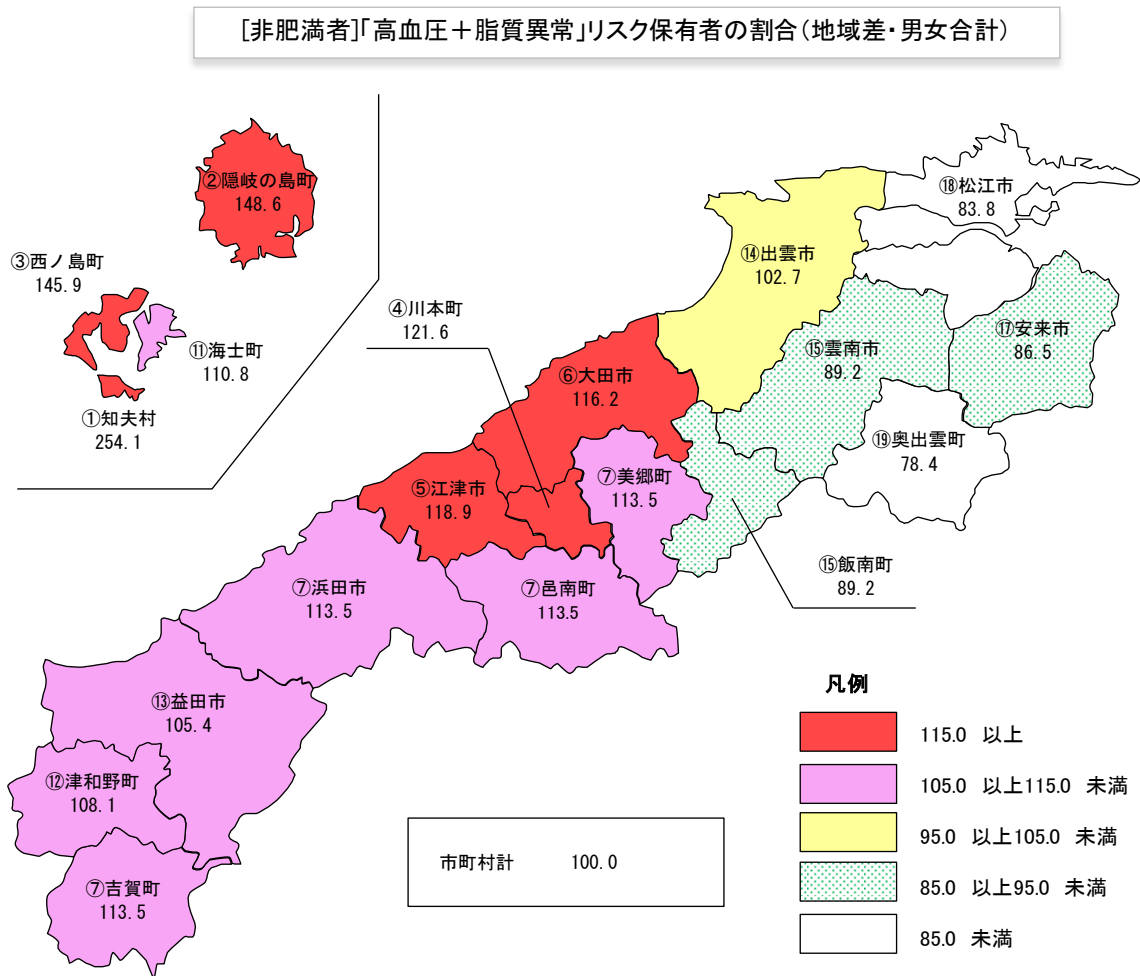 [非肥満者]｢高血圧＋脂質異常｣リスク保有者の割合(地域差・男女合計)
②隠岐の島町
148.6
③西ノ島町
145.9
⑪海士町
110.8
①知夫村
254.1
④川本町
121.6
⑱松江市
83.8
⑭出雲市
102.7
⑰安来市
86.5
⑮雲南市
89.2
⑥大田市
116.2
⑲奥出雲町
78.4
⑦美郷町
113.5
⑤江津市
118.9
⑮飯南町
89.2
⑦浜田市
113.5
⑦邑南町
113.5
⑬益田市
105.4
⑫津和野町
108.1
⑦吉賀町
113.5
市町村計 100.0
凡例
115.0 以上
105.0 以上115.0 未満
95.0 以上105.0 未満
85.0 以上95.0 未満
85.0 未満